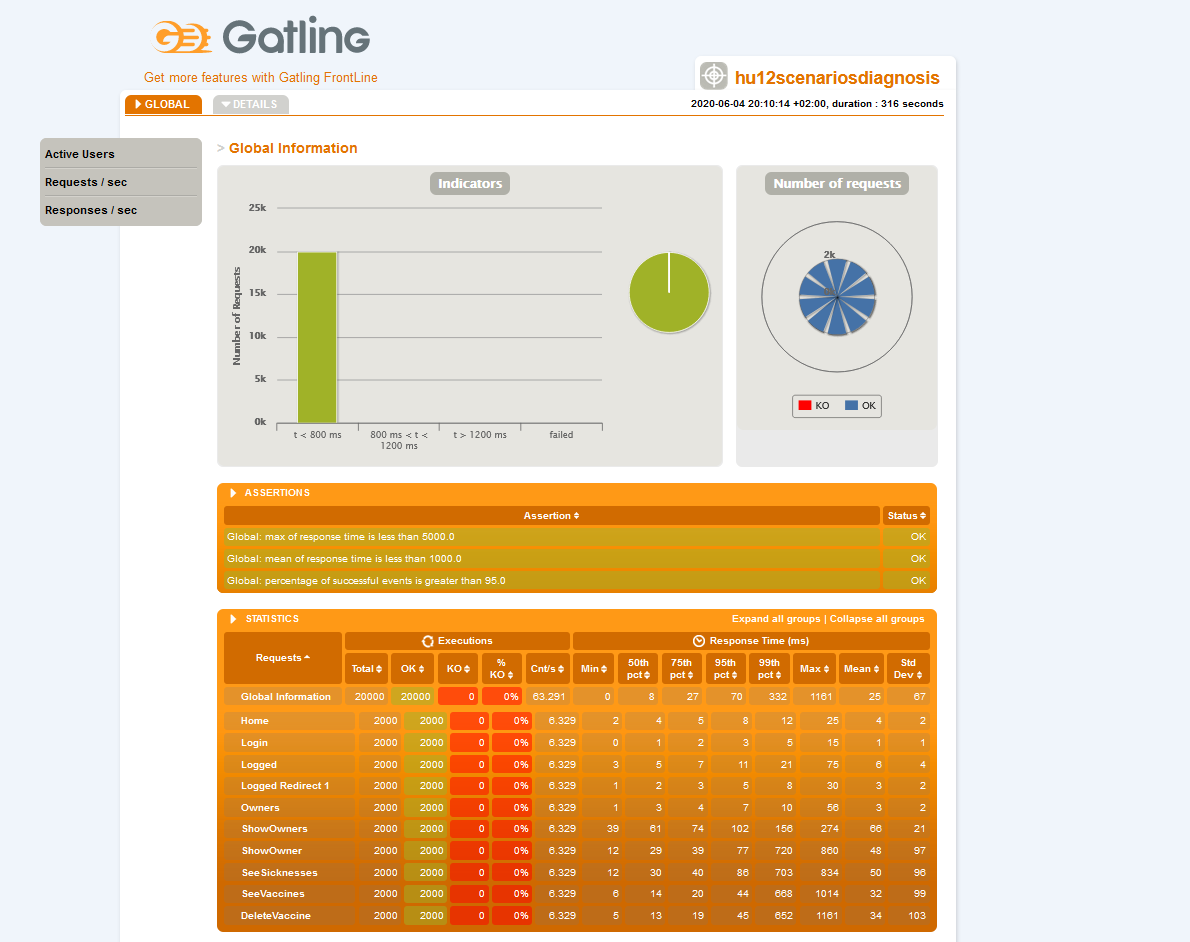 Gatling
Get more features with Gatling FrontLine
hu12scenariosdiagnosis
GLOBAL DETAILS
2020-06-04 20:10:14 +02:00, duration : 316 seconds
Active Users
Requests / sec
Responses / sec
> Global Information
Indicators
Number of Requests
25k
20k
15k
10k
5k
0k
t < 800 ms
800 ms < t <
1200 ms
t > 1200 ms
failed
Number of requests
2k
KO OK
ASSERTIONS
Assertion Status
Global: max of response time is less than 5000.0 OK
Global: mean of response time is less than 1000.0 OK
Global: percentage of successful events is greater than 95.0 OK
STATISTICS Expand all groups | Collapse all groups
Requests Executions Response Time (ms)
Total OK KO % KO Cnt/s Min 50th pct 75th pct 95th pct 99th pct Max Mean Std Dev
Global Information 20000 20000 0 0% 63.291 0 8 27 70 332 1161 25 67
Home 2000 2000 0 0% 6.329 2 4 5 8 12 25 4 2
Login 2000 2000 0 0% 6.329 0 1 2 3 5 15 1 1
Logged 2000 2000 0 0% 6.329 3 5 7 11 21 75 6 4
Logged Redirect 1 2000 2000 0 0% 6.329 1 2 3 5 8 30 3 2
Owners 2000 2000 0 0% 6.329 1 3 4 7 10 56 3 2
ShowOwners 2000 2000 0 0% 6.329 39 61 74 102 156 274 66 21
ShowOwner 2000 2000 0 0% 6.329 12 29 39 77 720 860 48 97
SeeSicknesses 2000 2000 0 0% 6.329 12 30 40 86 703 834 50 96
SeeVaccines 2000 2000 0 0% 6.329 6 14 20 44 668 1014 32 99
DeleteVaccine 2000 2000 0 0% 6.329 5 13 19 45 652 1161 34 103